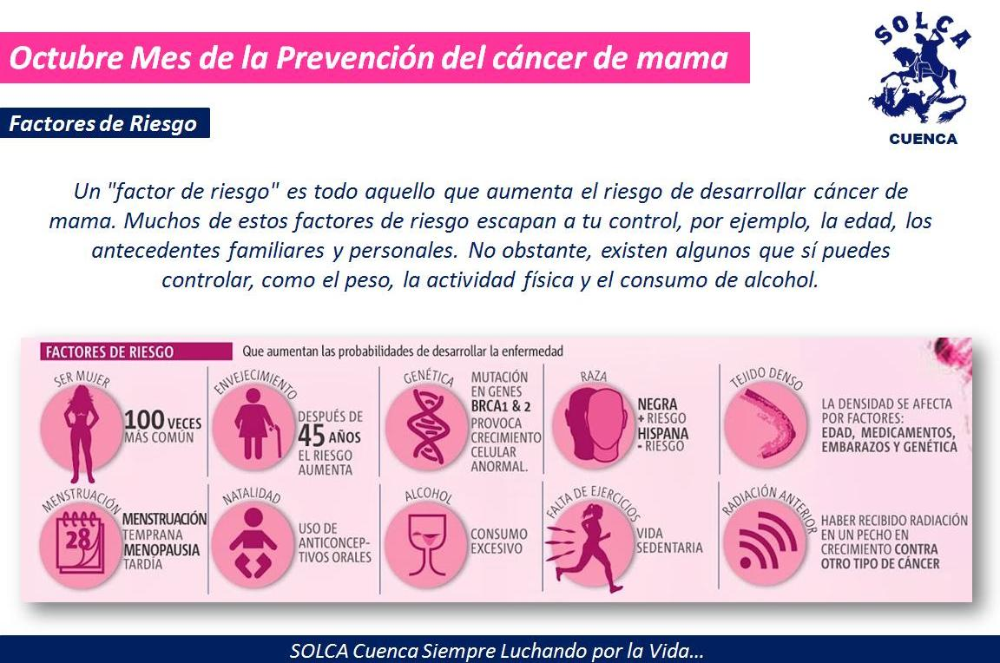 Octubre Mes de la Prevención del cáncer de mama
SOLCA
CUENCA
Factores de Riesgo
Un "factor de riesgo" es todo aquello que aumenta el riesgo de desarrollar cáncer de
mama. Muchos de estos factores de riesgo escapan a tu control, por ejemplo, la edad, los
antecedentes familiares y personales. No obstante, existen algunos que sí puedes
controlar, como el peso, la actividad física y el consumo de alcohol.
FACTORES DE RIESGO
Que aumentan las probabilidades de desarrollar la enfermedad
SER MUJER
100 VECES
MÁS COMÚN
ENVEJECIMIENTO
DESPUÉS DE
45 AÑOS
EL RIESGO
AUMENTA
GENÉTICA
MUTACIÓN
EN GENES
BRCA1 & 2
PROVOCA
CRECIMIENTO
CELULAR
ANORMAL.
RAZA
NEGRA
+ RIESGO
HISPANA
- RIESGO
TEJIDO DENSO
LA DENSIDAD SE AFECTA
POR FACTORES:
EDAD, MEDICAMENTOS,
EMBARAZOS Y GENÉTICA
MENSTRUACIÓN
28
MENSTRUACIÓN
TEMPRANA
MENOPAUSIA
TARDÍA
NATALIDAD
USO DE
ANTICONCEP-
TIVOS ORALES
ALCOHOL
CONSUMO
EXCESIVO
FALTA DE EJERCICIOS
VIDA
SEDENTARIA
RADIACIÓN ANTERIOR
HABER RECIBIDO RADIACIÓN
EN UN PECHO EN
CRECIMIENTO CONTRA
OTRO TIPO DE CÁNCER
SOLCA Cuenca Siempre Luchando por la Vida...